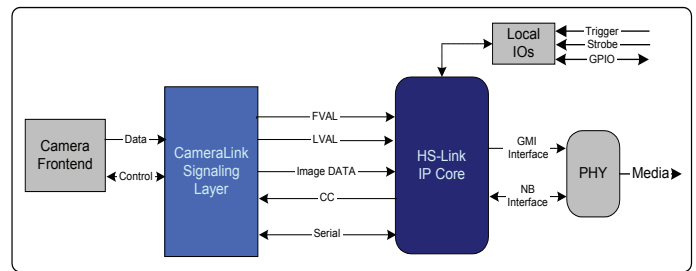 Local
IOs
Trigger
Strobe
GPIO
Camera
Frontend
Data
Control
CameraLink
Signaling
Layer
FVAL
LVAL
Image DATA
CC
Serial
HS-Link
IP Core
GMI
Interface
NB
Interface
PHY
Media